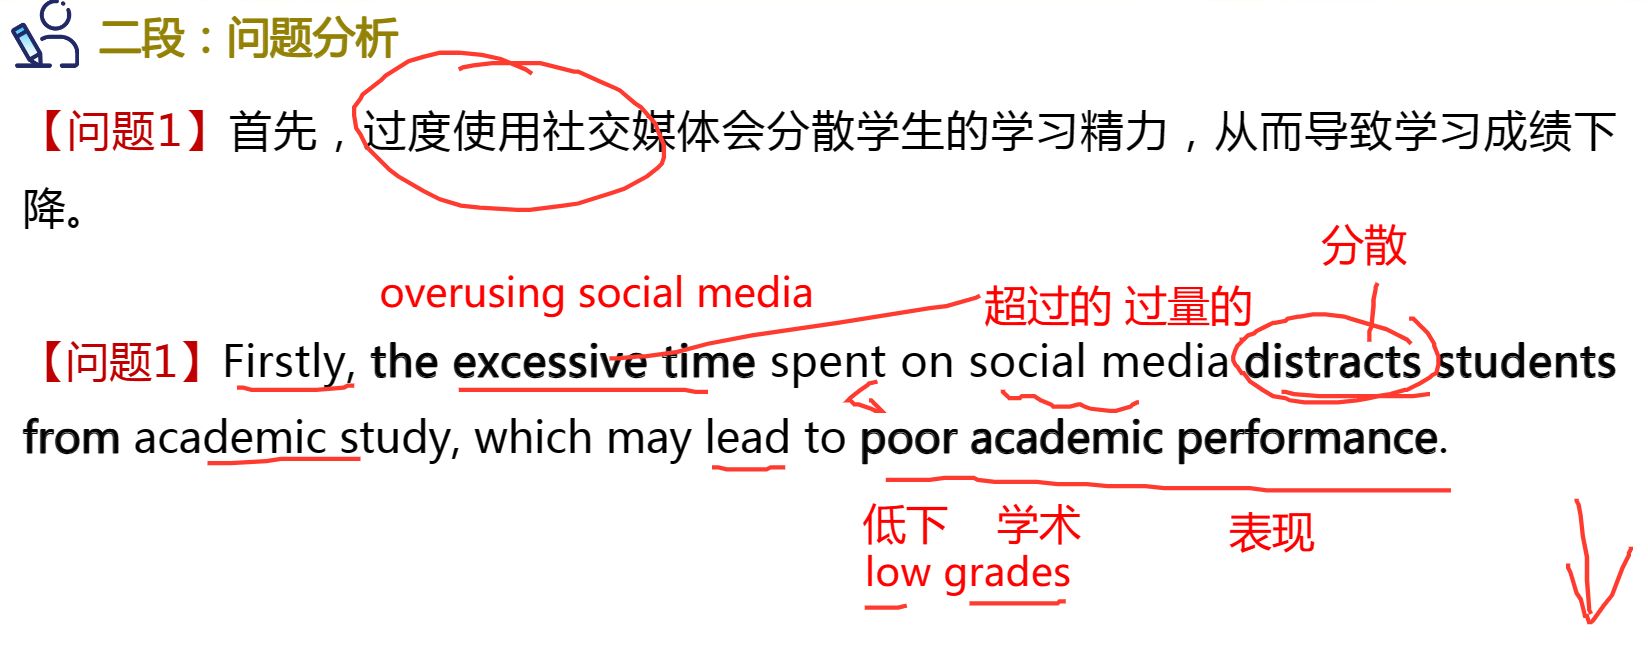 二段：问题分析
【问题1】首先，过度使用社交媒体会分散学生的学习精力，从而导致学习成绩下
降。
分散
overusing social media 超过的 过量的
【问题1】Firstly, the excessive time spent on social media distracts students
from academic study, which may lead to poor academic performance.
低下 学术 表现
low grades